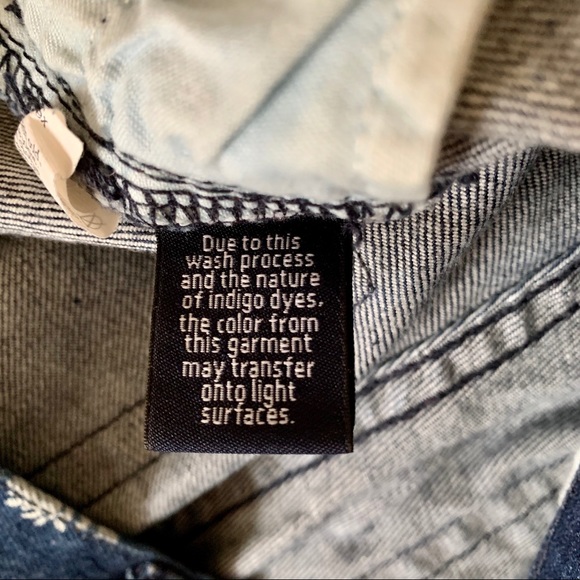 Due to this
wash process
and the nature
of indigo dyes,
the color from
this garment
may transfer
onto light
surfaces.